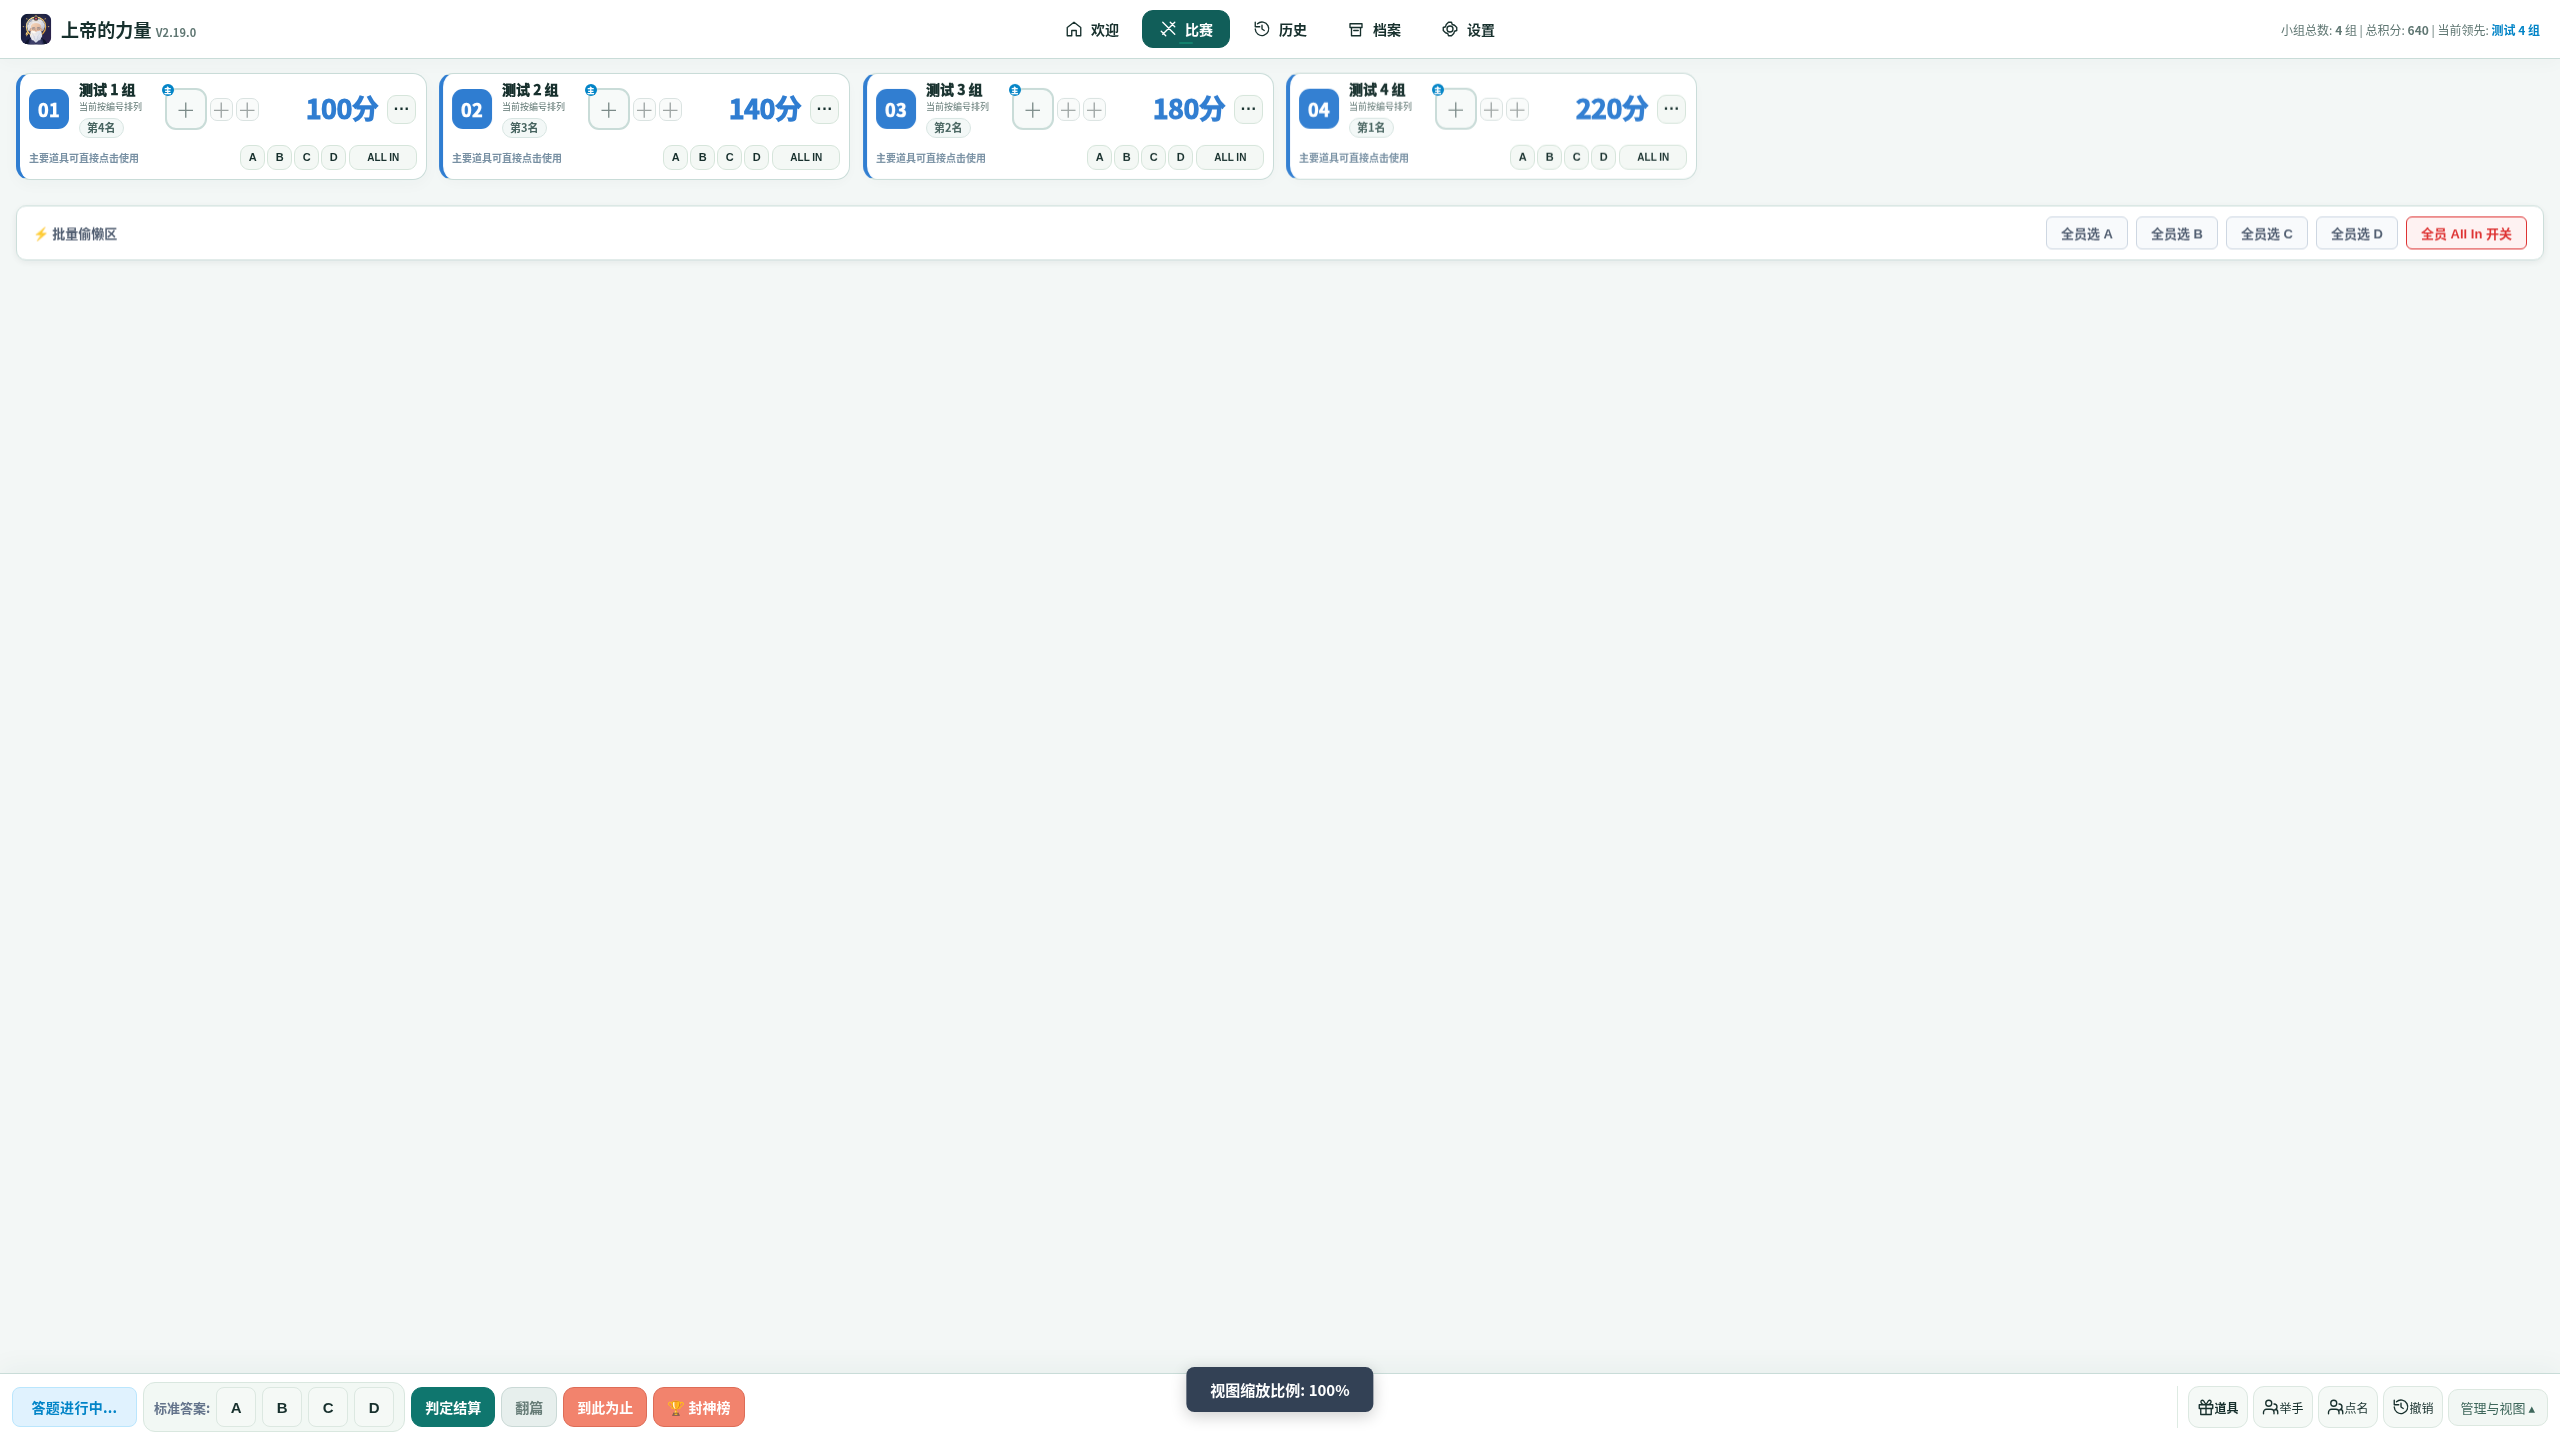 上帝的力量 V2.19.0
欢迎
比赛
历史
档案
设置
小组总数: 4 组 | 总积分: 640 | 当前领先: 测试 4 组
01
测试 1 组
当前按编号排列
第4名
主
100分
...
主要道具可直接点击使用
A B C D ALL IN
02
测试 2 组
当前按编号排列
第3名
主
140分
...
主要道具可直接点击使用
A B C D ALL IN
03
测试 3 组
当前按编号排列
第2名
主
180分
...
主要道具可直接点击使用
A B C D ALL IN
04
测试 4 组
当前按编号排列
第1名
主
220分
...
主要道具可直接点击使用
A B C D ALL IN
⚡ 批量偷懒区
全员选 A
全员选 B
全员选 C
全员选 D
全员 All In 开关
视图缩放比例: 100%
答题进行中...
标准答案: A B C D
判定结算
翻篇
到此为止
🏆 封神榜
道具
举手
点名
撤销
管理与视图 ▴